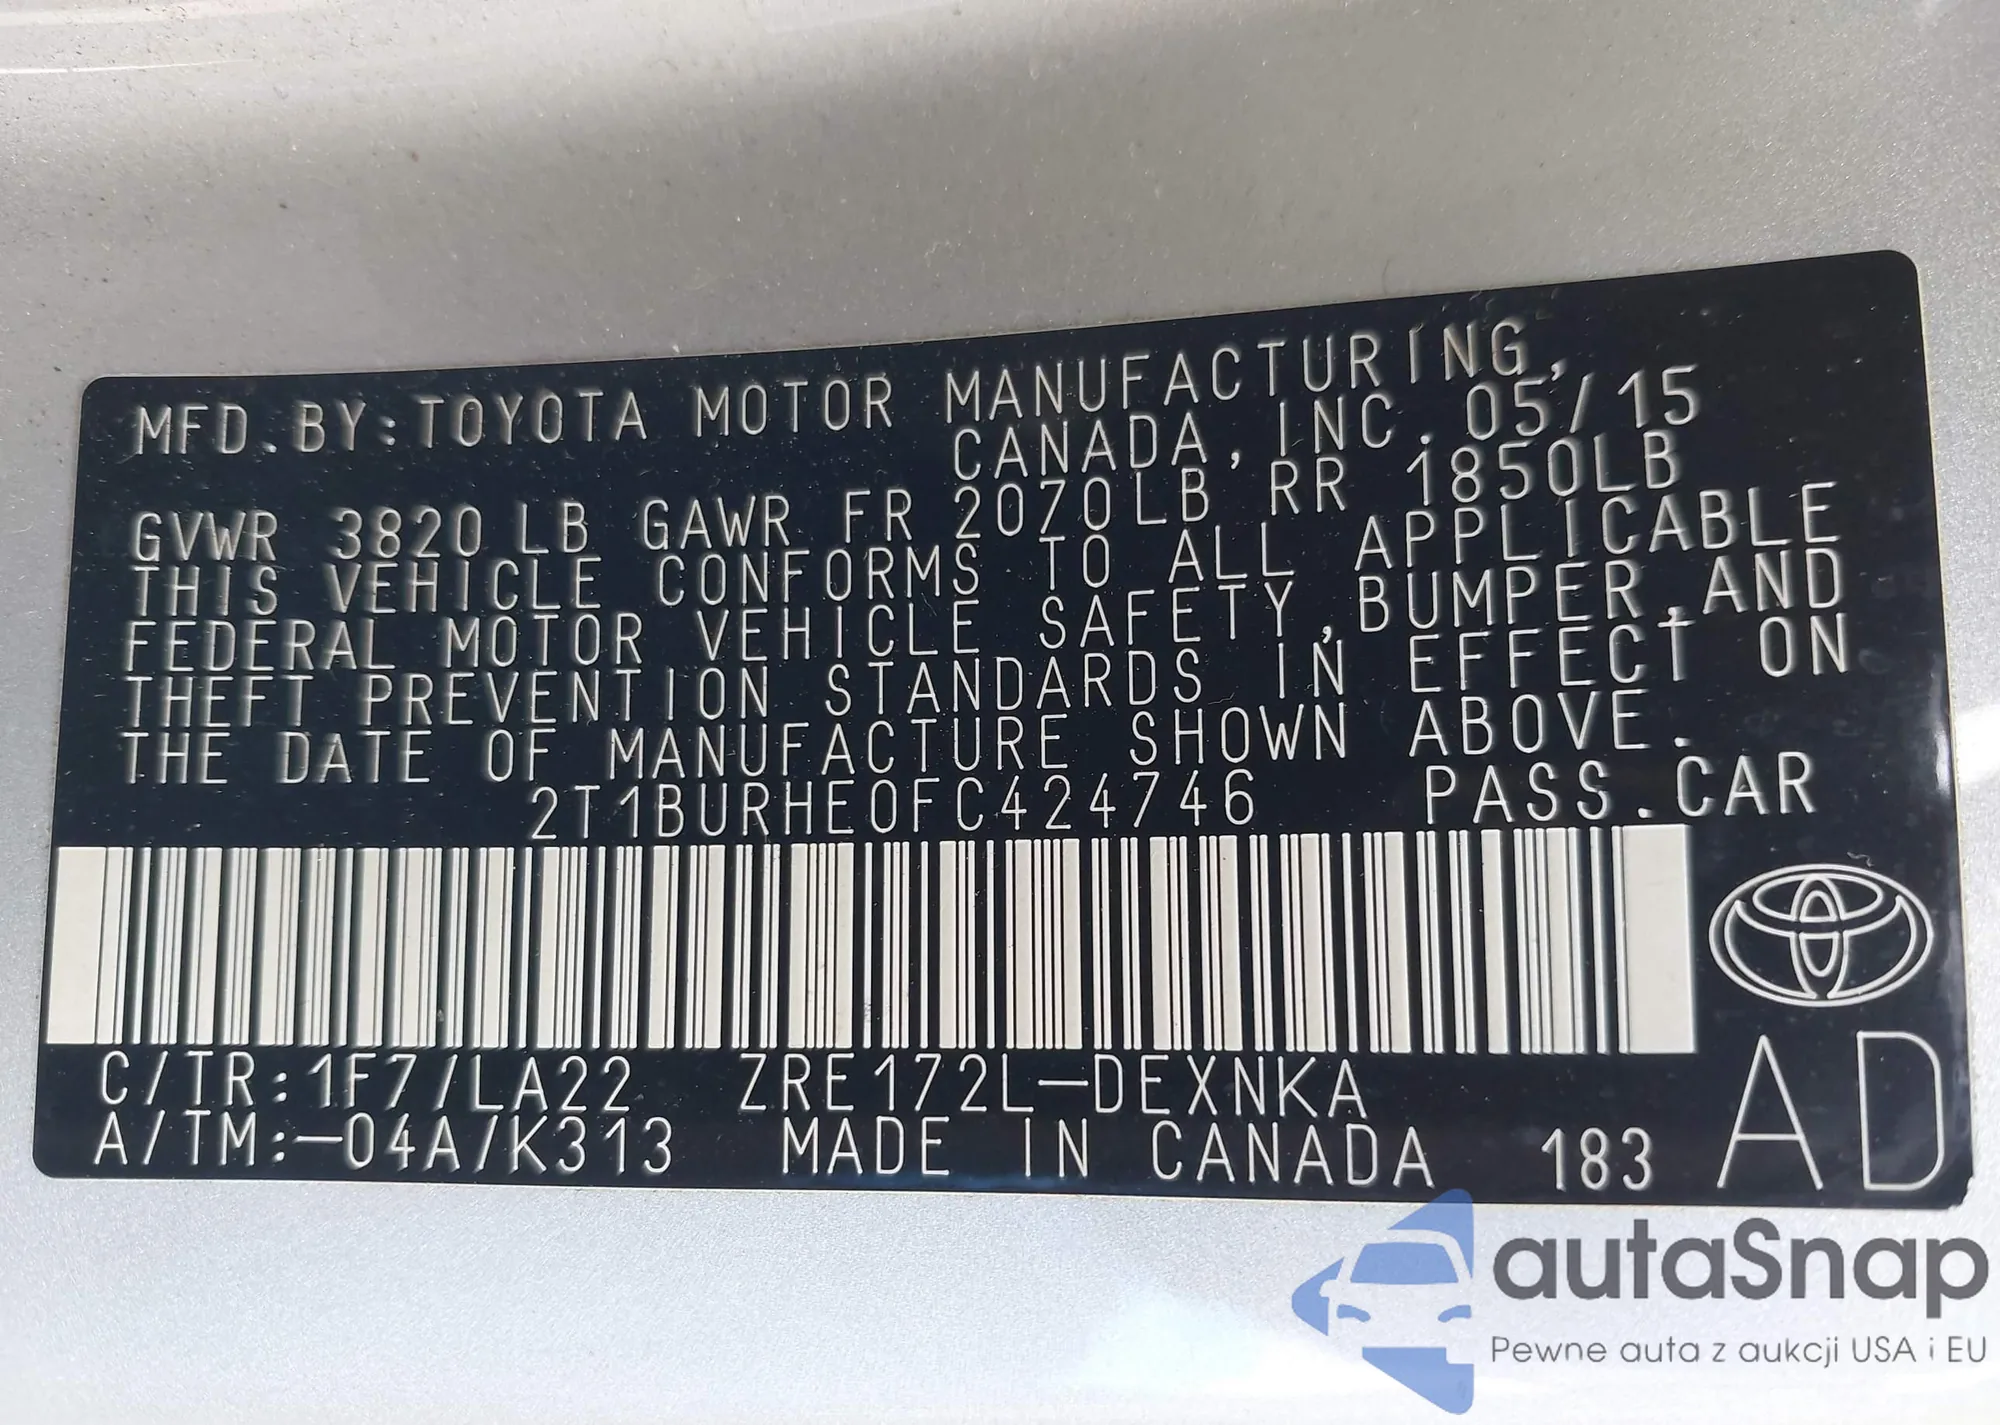 MFD.BY:TOYOTA MOTOR MANUFACTURING,
CANADA, INC. 05/15
GVWR 3820 LB GAWR FR 2070LB RR 1850LB
THIS VEHICLE CONFORMS TO ALL APPLICABLE
FEDERAL MOTOR VEHICLE SAFETY,BUMPER,AND
THEFT PREVENTION STANDARDS IN EFFECT ON
THE DATE OF MANUFACTURE SHOWN ABOVE.
2T1BURHE0FC424746 PASS.CAR
C/TR:1F7/LA22 ZRE172L-DEXNKA
A/TM:-04A/K313 MADE IN CANADA 183 AD
autaSnap
Pewne auta z aukcji USA i EU